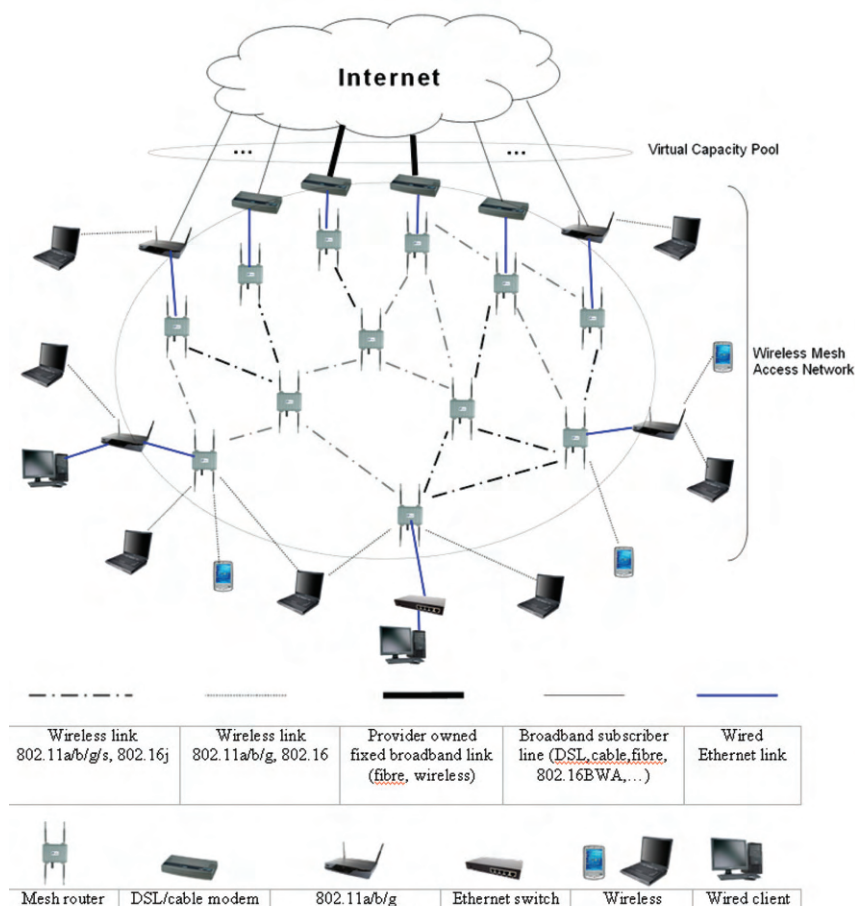 Internet
...
...
Virtual Capacity Pool
Wireless Mesh
Access Network
Wireless link
802.11a/b/g/s, 802.16j
Wireless link
802.11a/b/g, 802.16
Provider owned
fixed broadband link
(fibre, wireless)
Broadband subscriber
line (DSL,cable,fibre,
802.16BWA,...)
Wired
Ethernet link
Mesh router
DSL/cable modem
802.11a/b/g
Ethernet switch
Wireless
Wired client